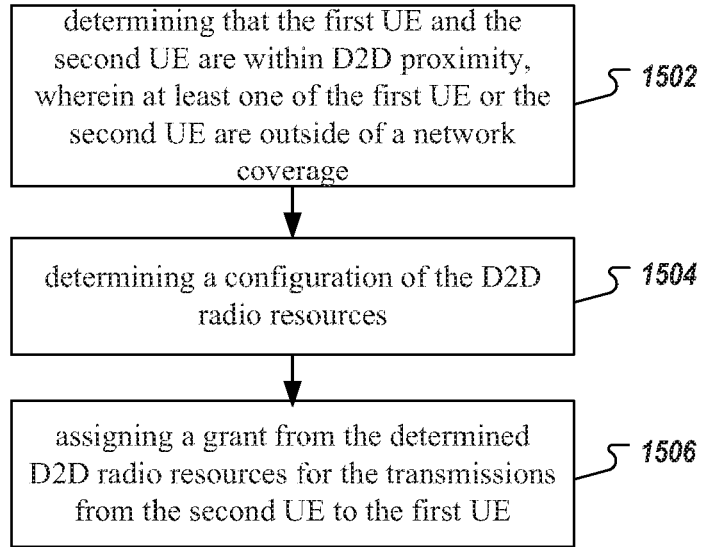 determining that the first UE and the
second UE are within D2D proximity,
wherein at least one of the first UE or the
second UE are outside of a network
coverage
1502
determining a configuration of the D2D
radio resources
1504
assigning a grant from the determined
D2D radio resources for the transmissions
from the second UE to the first UE
1506